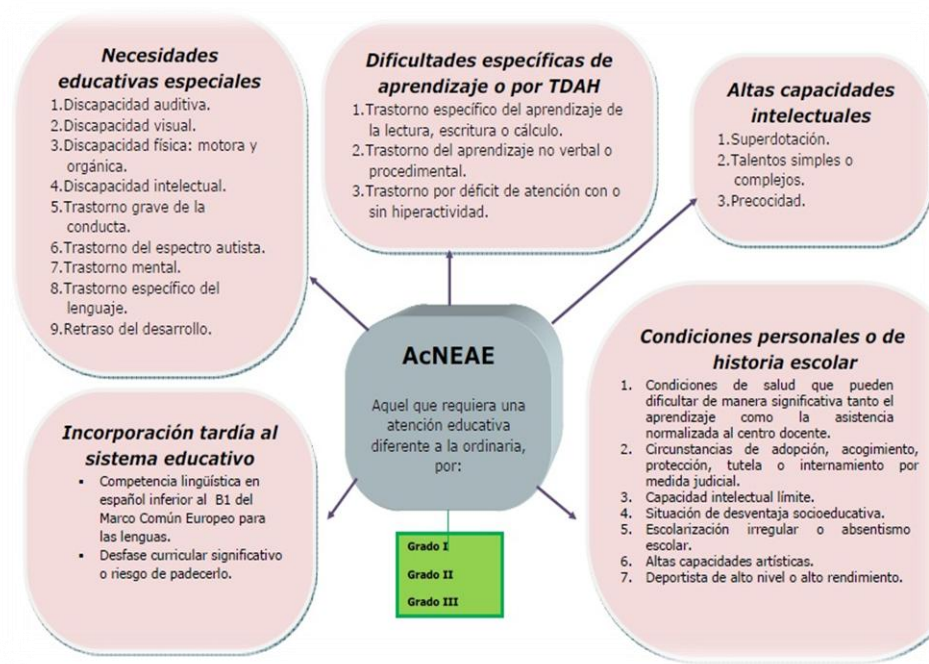 Necesidades
educativas especiales
1.Discapacidad auditiva.
2.Discapacidad visual.
3.Discapacidad física: motora y
orgánica.
4.Discapacidad intelectual.
5.Trastorno grave de la
conducta.
6.Trastorno del espectro autista.
7.Trastorno mental.
8.Trastorno específico del
lenguaje.
9.Retraso del desarrollo.
Dificultades específicas de
aprendizaje o por TDAH
1.Trastorno específico del aprendizaje de
la lectura, escritura o cálculo.
2.Trastorno del aprendizaje no verbal o
procedimental.
3.Trastorno por déficit de atención con o
sin hiperactividad.
Altas capacidades
intelectuales
1.Superdotación.
2.Talentos simples o
complejos.
3.Precocidad.
AcNEAE
Aquel que requiera una
atención educativa
diferente a la ordinaria,
por:
Grado I
Grado II
Grado III
Incorporación tardía al
sistema educativo
▪ Competencia lingüística en
español inferior al B1 del
Marco Común Europeo para
las lenguas.
▪ Desfase curricular significativo
o riesgo de padecerlo.
Condiciones personales o de
historia escolar
1. Condiciones de salud que pueden
dificultar de manera significativa tanto el
aprendizaje como la asistencia
normalizada al centro docente.
2. Circunstancias de adopción, acogimiento,
protección, tutela o internamiento por
medida judicial.
3. Capacidad intelectual límite.
4. Situación de desventaja socioeducativa.
5. Escolarización irregular o absentismo
escolar.
6. Altas capacidades artísticas.
7. Deportista de alto nivel o alto rendimiento.